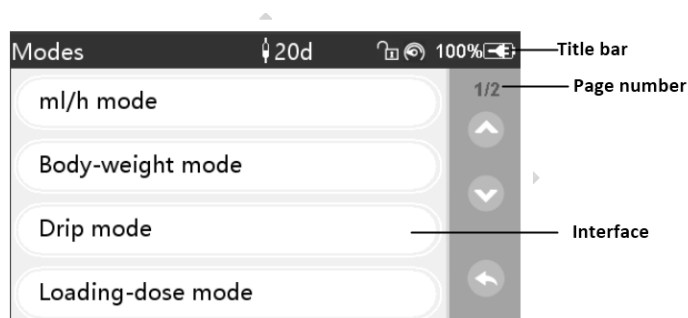 Modes 20d 100% Title bar
ml/h mode 1/2 Page number
Body-weight mode
Drip mode Interface
Loading-dose mode